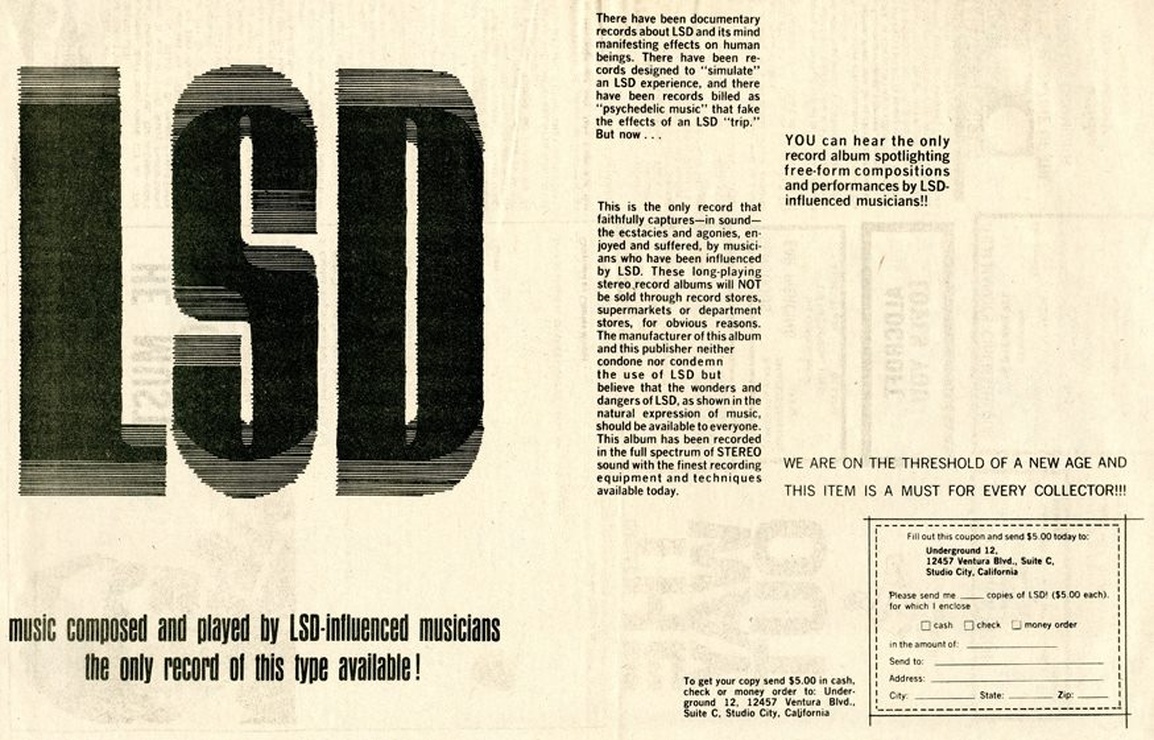 LSD
music composed and played by LSD-influenced musicians
the only record of this type available!
There have been documentary
records about LSD and its mind
manifesting effects on human
beings. There have been re-
cords designed to "simulate"
an LSD experience, and there
have been records billed as
"psychedelic music" that fake
the effects of an LSD "trip."
But now . . .
YOU can hear the only
record album spotlighting
free-form compositions
and performances by LSD-
influenced musicians!!
This is the only record that
faithfully captures—in sound—
the ecstacies and agonies, en-
joyed and suffered, by musici-
ans who have been influenced
by LSD. These long-playing
stereo record albums will NOT
be sold through record stores,
supermarkets or department
stores, for obvious reasons.
The manufacturer of this album
and this publisher neither
condone nor condemn
the use of LSD but
believe that the wonders and
dangers of LSD, as shown in the
natural expression of music,
should be available to everyone.
This album has been recorded
in the full spectrum of STEREO
sound with the finest recording
equipment and techniques
available today.
WE ARE ON THE THRESHOLD OF A NEW AGE AND
THIS ITEM IS A MUST FOR EVERY COLLECTOR!!!
To get your copy send $5.00 in cash,
check or money order to: Under-
ground 12, 12457 Ventura Blvd.,
Suite C, Studio City, California
Fill out this coupon and send $5.00 today to:
Underground 12,
12457 Ventura Blvd., Suite C,
Studio City, California
Please send me ____ copies of LSD! ($5.00 each).
for which I enclose
☐ cash ☐ check ☐ money order
in the amount of:
Send to:
Address:
City: State: Zip: